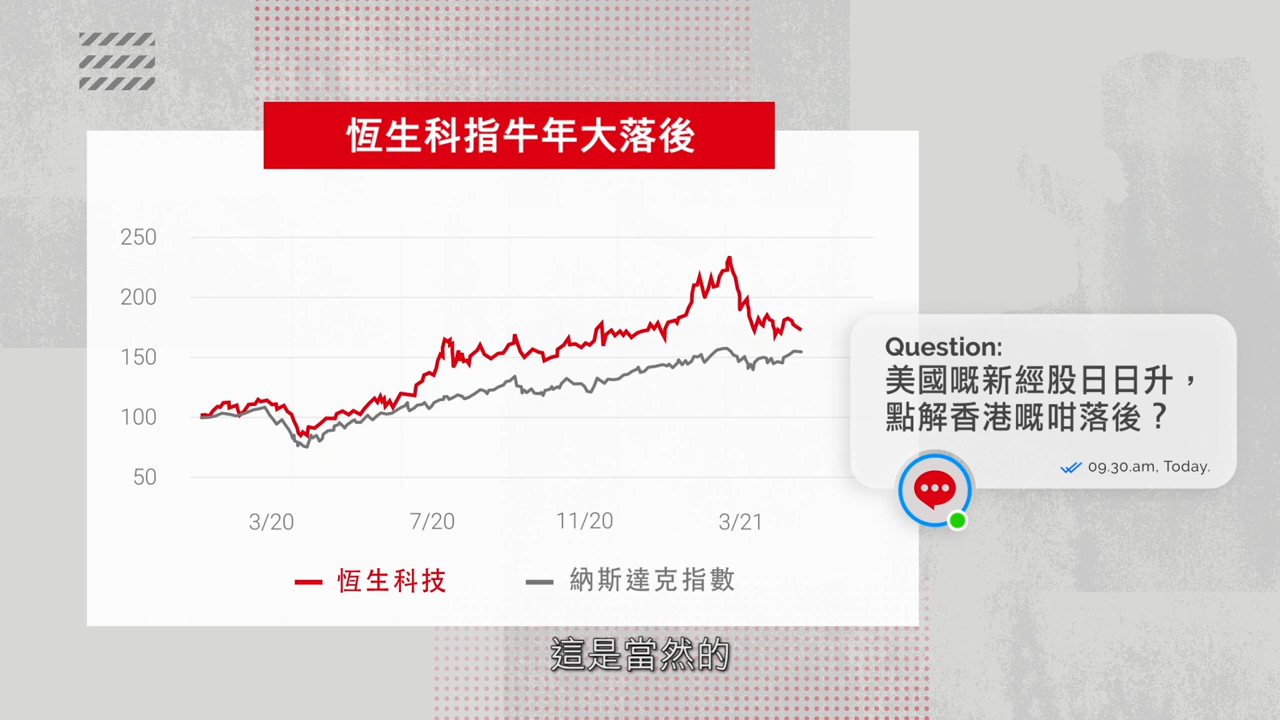 恆生科指牛年大落後
250
200
150
100
50
3/20
7/20
11/20
3/21
恆生科技
納斯達克指數
Question:
美國嘅新經股日日升，
點解香港嘅咁落後？
09.30.am, Today.
這是當然的